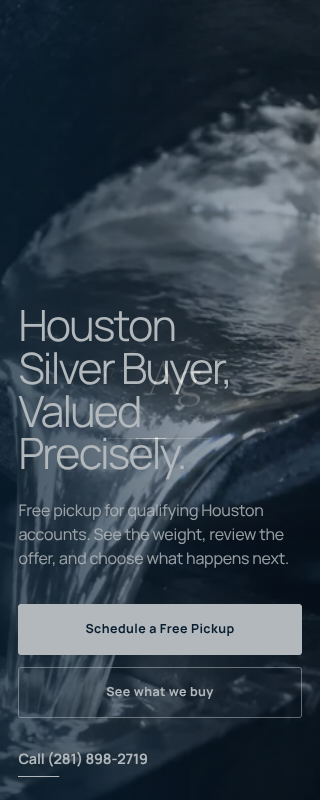 Houston
Silver Buyer,
Valued
Precisely.
Ag
Free pickup for qualifying Houston
accounts. See the weight, review the
offer, and choose what happens next.
Schedule a Free Pickup
See what we buy
Call (281) 898-2719